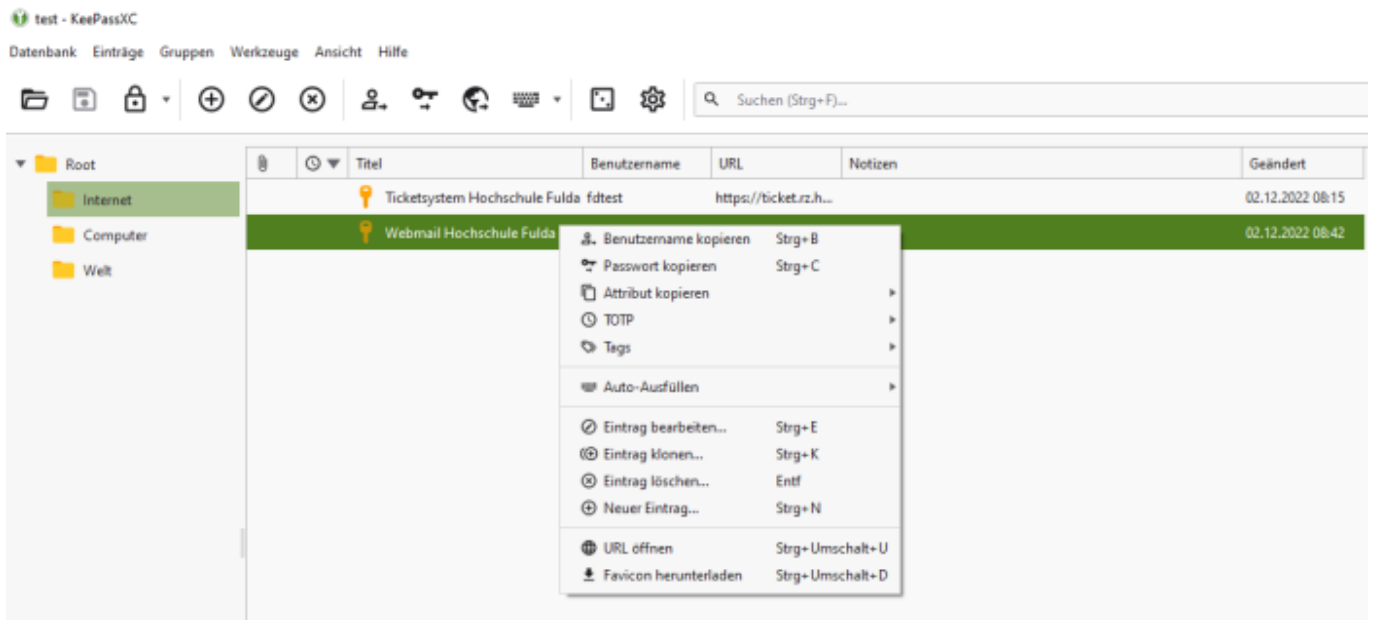 test - KeePassXC
Datenbank Einträge Gruppen Werkzeuge Ansicht Hilfe
Suchen (Strg+F)...
Root
Internet
Computer
Welt
Titel Benutzername URL Notizen Geändert
Ticketsystem Hochschule Fulda fdtest https://ticket.rz.h... 02.12.2022 08:15
Webmail Hochschule Fulda 02.12.2022 08:42
Benutzername kopieren Strg+B
Passwort kopieren Strg+C
Attribut kopieren
TOTP
Tags
Auto-Ausfüllen
Eintrag bearbeiten... Strg+E
Eintrag klonen... Strg+K
Eintrag löschen... Entf
Neuer Eintrag... Strg+N
URL öffnen Strg+Umschalt+U
Favicon herunterladen Strg+Umschalt+D